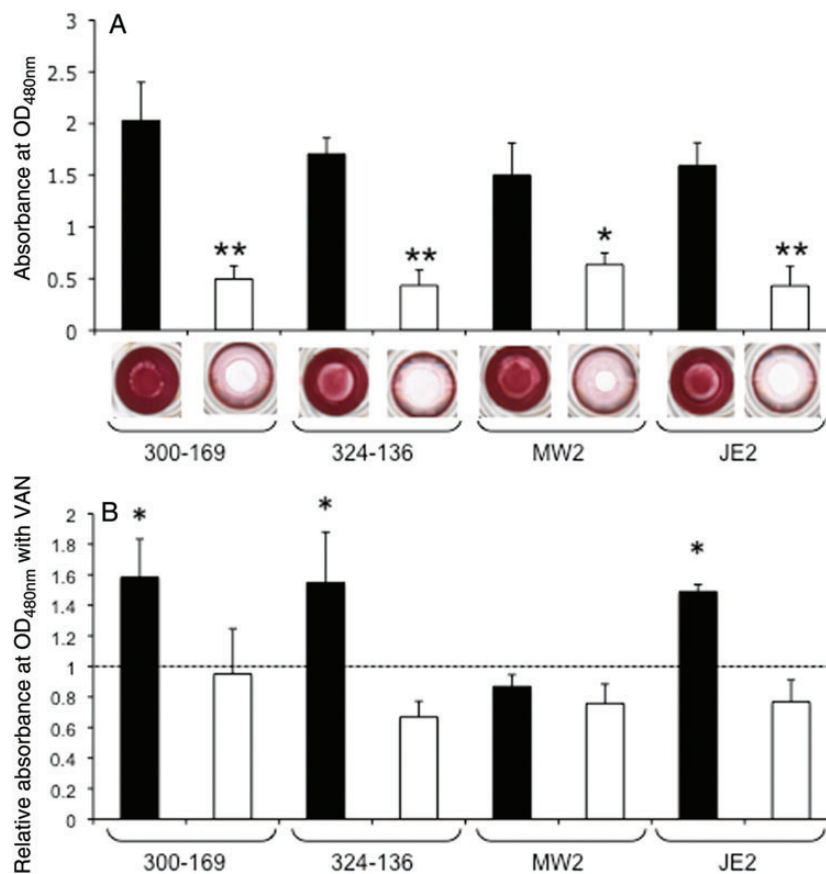 A
Absorbance at OD480nm
3
2.5
2
1.5
1
0.5
0
** ** * **
300-169 324-136 MW2 JE2
B
Relative absorbance at OD480nm with VAN
2
1.8
1.6
1.4
1.2
1
0.8
0.6
0.4
0.2
0
* * *
300-169 324-136 MW2 JE2